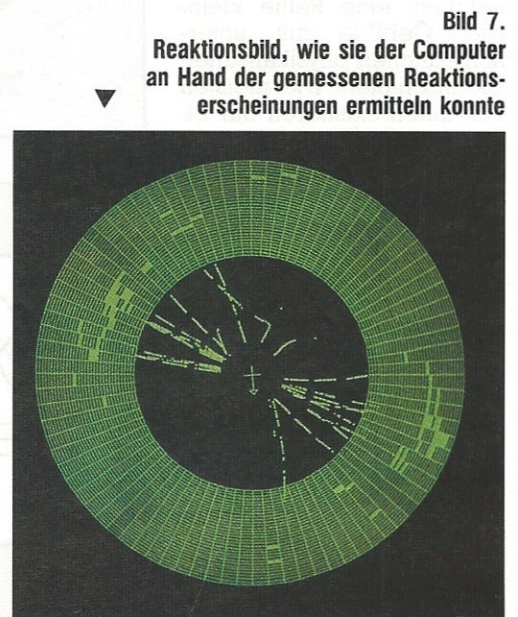 Bild 7.
Reaktionsbild, wie sie der Computer
an Hand der gemessenen Reaktions-
erscheinungen ermitteln konnte